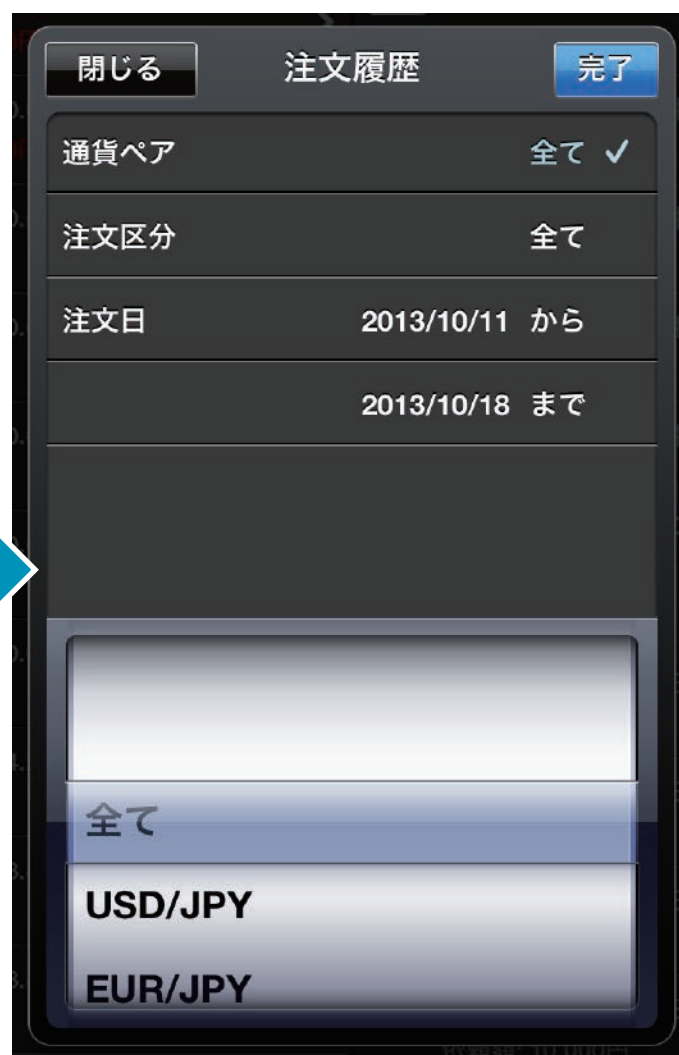 閉じる 注文履歴 完了
通貨ペア 全て ✓
注文区分 全て
注文日 2013/10/11 から
2013/10/18 まで
全て
USD/JPY
EUR/JPY